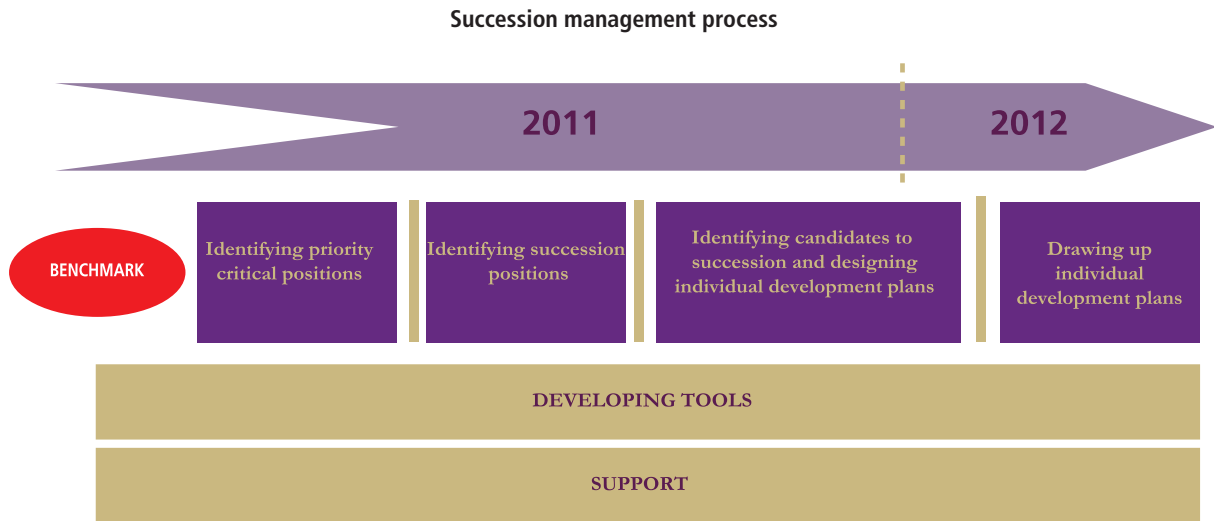 Succession management process
2011
2012
BENCHMARK
Identifying priority
critical positions
Identifying succession
positions
Identifying candidates to
succession and designing
individual development plans
Drawing up
individual
development plans
DEVELOPING TOOLS
SUPPORT